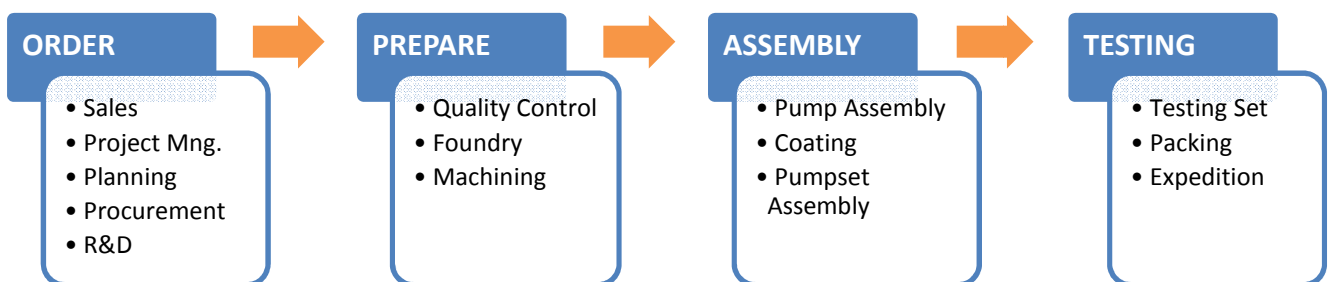 ORDER
• Sales
• Project Mng.
• Planning
• Procurement
• R&D
PREPARE
• Quality Control
• Foundry
• Machining
ASSEMBLY
• Pump Assembly
• Coating
• Pumpset
Assembly
TESTING
• Testing Set
• Packing
• Expedition